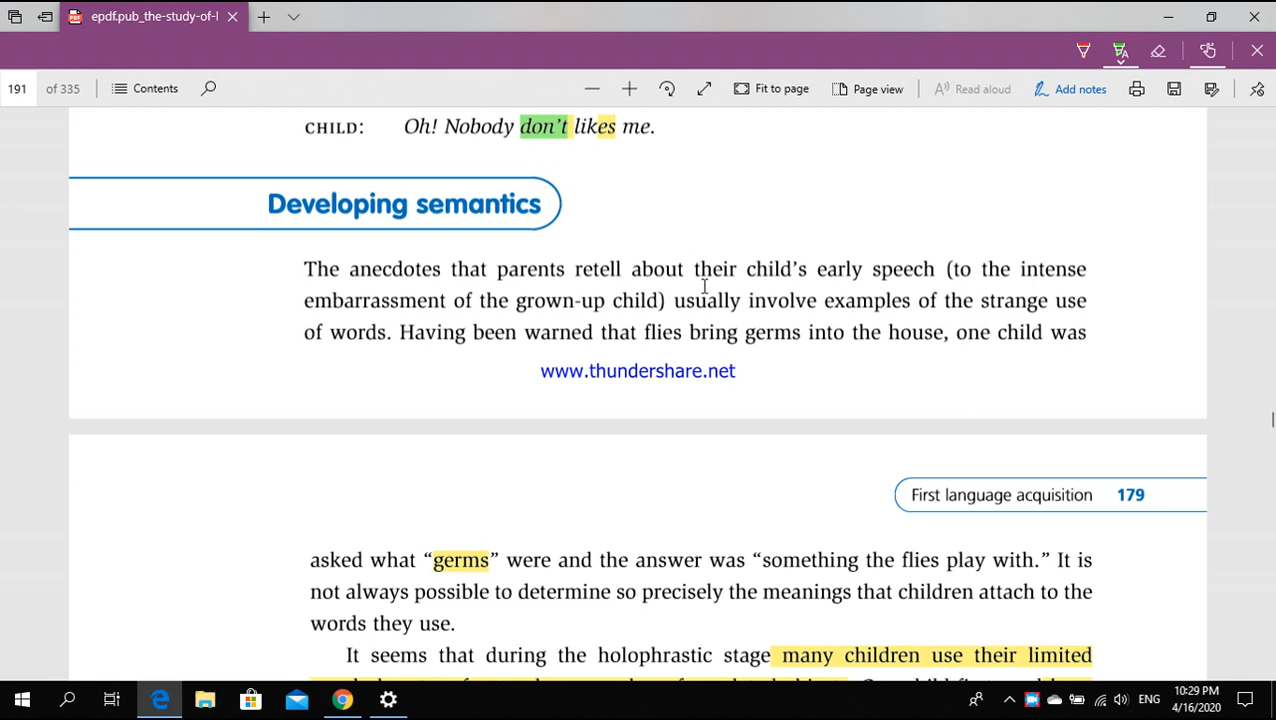 epdf.pub_the-study-of-l
191 of 335 Contents Fit to page Page view Read aloud Add notes
CHILD: Oh! Nobody don't likes me.
Developing semantics
The anecdotes that parents retell about their child's early speech (to the intense
embarrassment of the grown-up child) usually involve examples of the strange use
of words. Having been warned that flies bring germs into the house, one child was
www.thundershare.net
First language acquisition 179
asked what “germs” were and the answer was “something the flies play with.” It is
not always possible to determine so precisely the meanings that children attach to the
words they use.
It seems that during the holophrastic stage many children use their limited
ENG
10:29 PM
4/16/2020